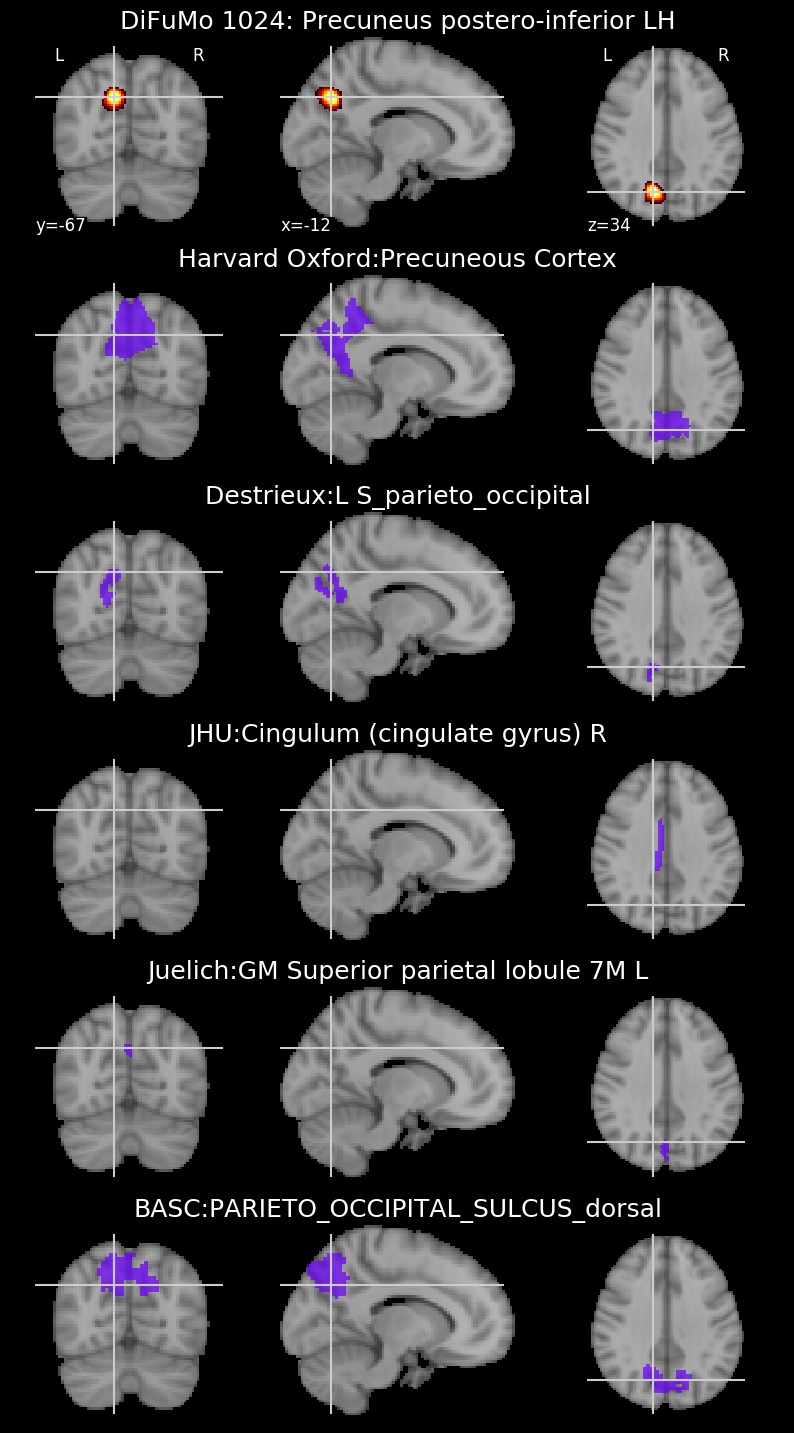 DiFuMo 1024: Precuneus postero-inferior LH
L R L R
y=-67 x=-12 z=34
Harvard Oxford:Precuneous Cortex
Destrieux:L S_parieto_occipital
JHU:Cingulum (cingulate gyrus) R
Juelich:GM Superior parietal lobule 7M L
BASC:PARIETO_OCCIPITAL_SULCUS_dorsal